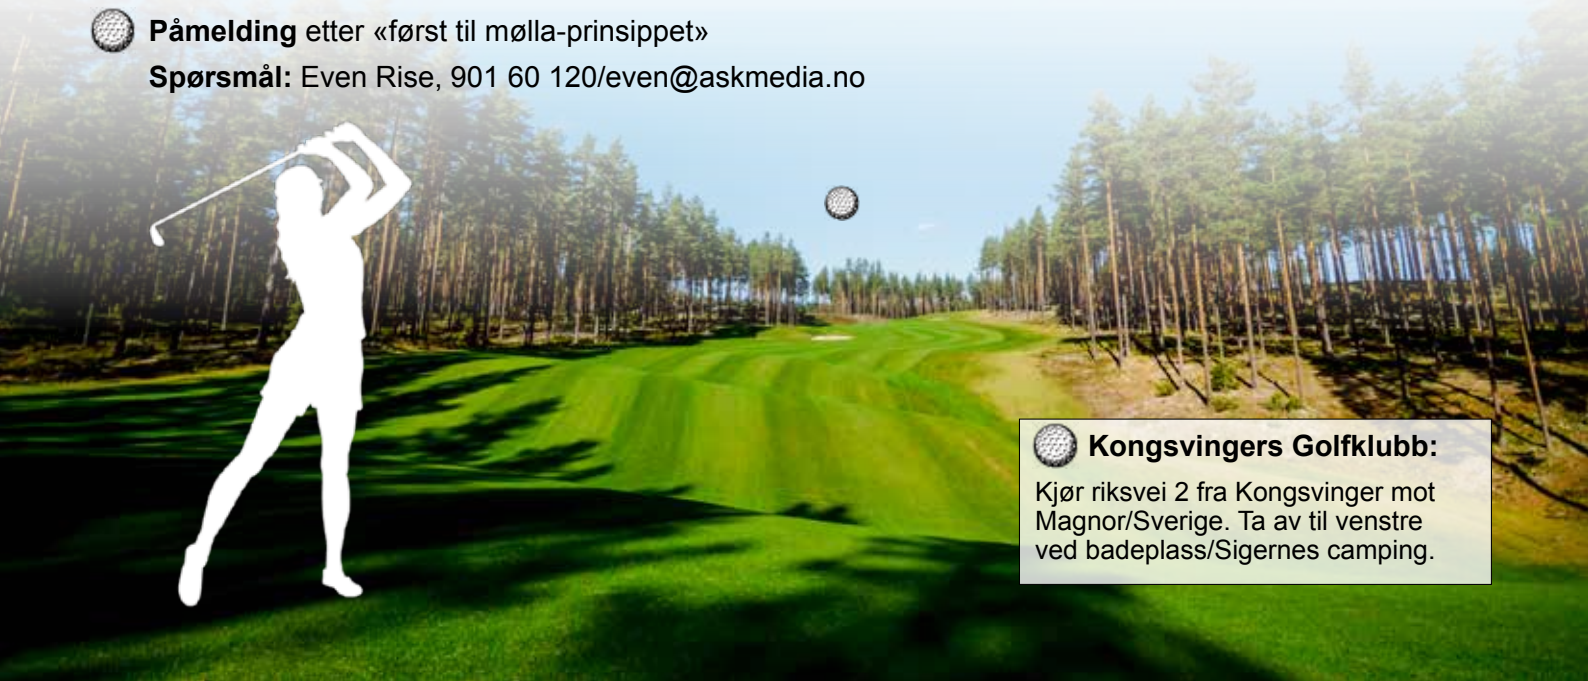 Påmelding etter «først til mølla-prinsippet»
Spørsmål: Even Rise, 901 60 120/even@askmedia.no
Kongsvingers Golfklubb:
Kjør riksvei 2 fra Kongsvinger mot
Magnor/Sverige. Ta av til venstre
ved badeplass/Sigernes camping.